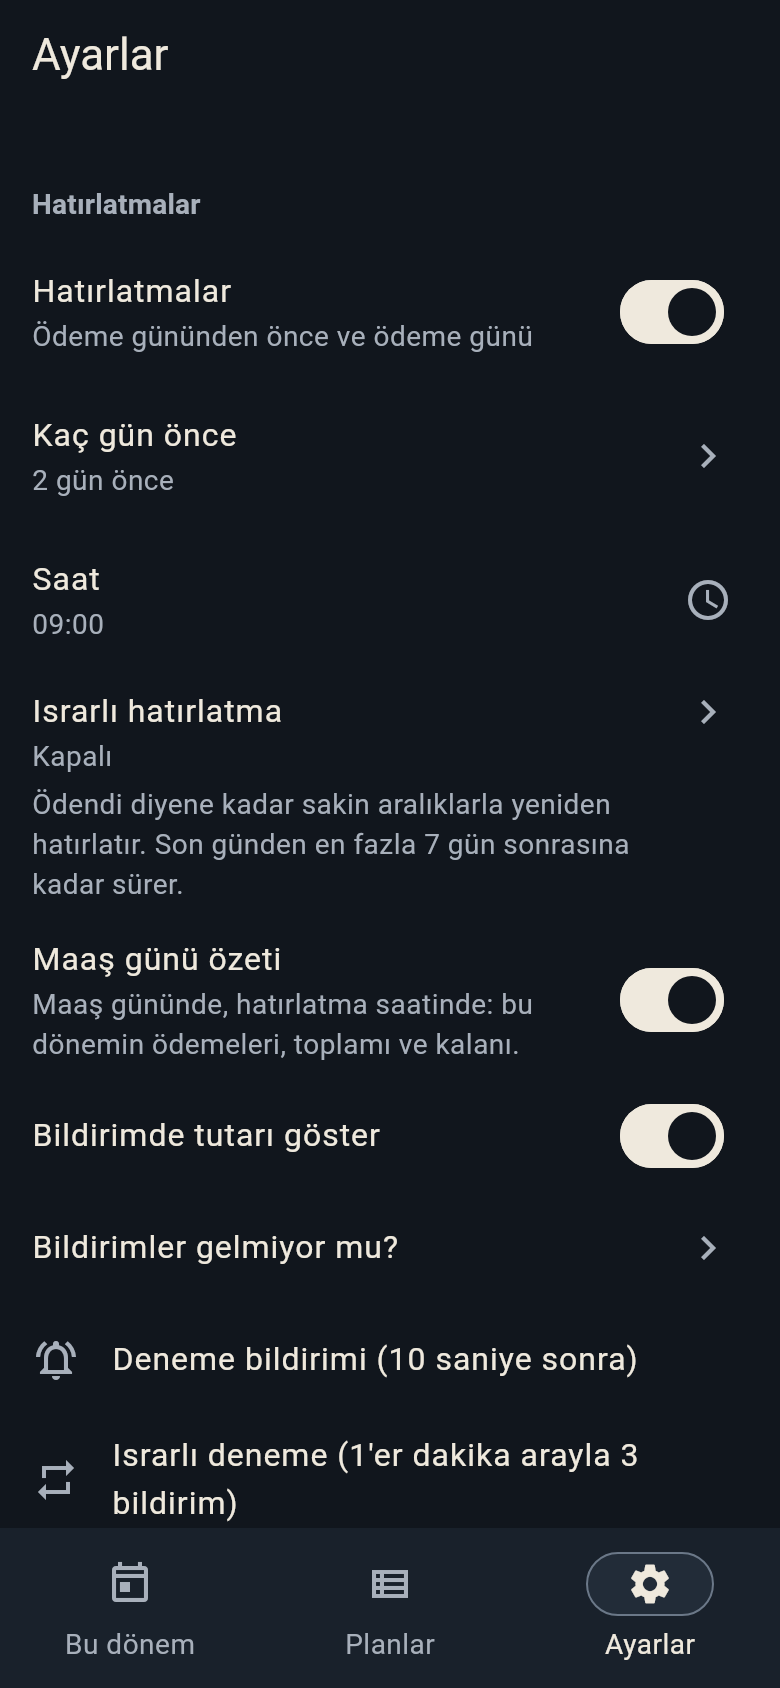 Ayarlar
Hatırlatmalar
Hatırlatmalar
Ödeme gününden önce ve ödeme günü
Kaç gün önce
2 gün önce
Saat
09:00
Israrlı hatırlatma
Kapalı
Ödendi diyene kadar sakin aralıklarla yeniden
hatırlatır. Son günden en fazla 7 gün sonrasına
kadar sürer.
Maaş günü özeti
Maaş gününde, hatırlatma saatinde: bu
dönemin ödemeleri, toplamı ve kalanı.
Bildirimde tutarı göster
Bildirimler gelmiyor mu?
Deneme bildirimi (10 saniye sonra)
Israrlı deneme (1'er dakika arayla 3
bildirim)
Bu dönem
Planlar
Ayarlar